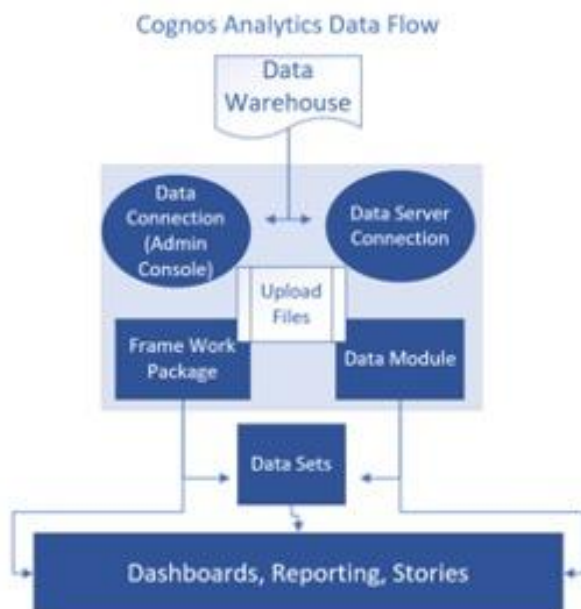 Cognos Analytics Data Flow
Data
Warehouse
Data
Connection
(Admin
Console)
Data Server
Connection
Upload
Files
Frame Work
Package
Data Module
Data Sets
Dashboards, Reporting, Stories